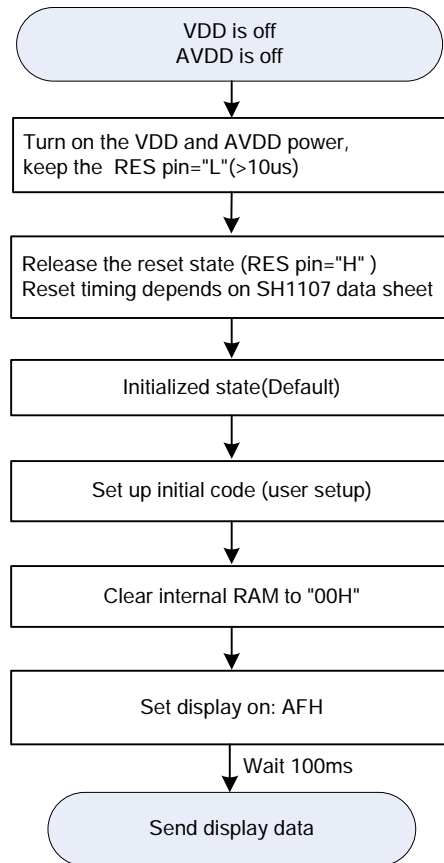 VDD is off
AVDD is off
Turn on the VDD and AVDD power,
keep the RES pin="L"(>10us)
Release the reset state (RES pin="H" )
Reset timing depends on SH1107 data sheet
Initialized state(Default)
Set up initial code (user setup)
Clear internal RAM to "00H"
Set display on: AFH
Wait 100ms
Send display data